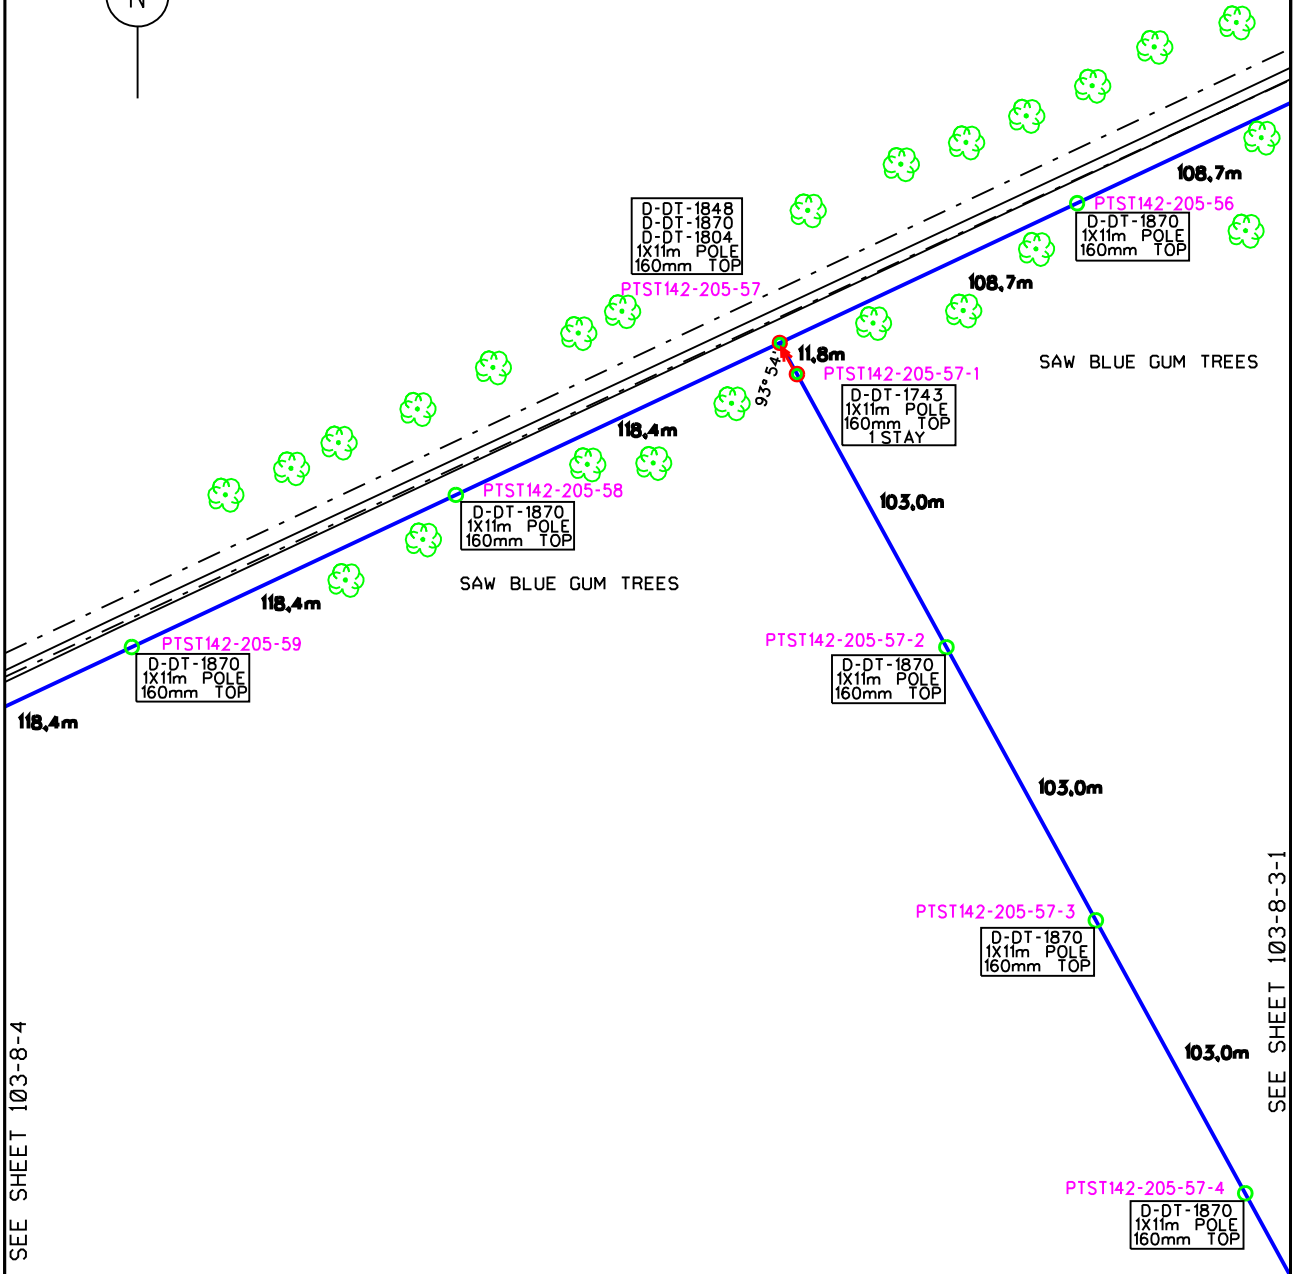 N
108,7m
PTST142-205-56
D-DT-1870
1X11m POLE
160mm TOP
D-DT-1848
D-DT-1870
D-DT-1804
1X11m POLE
160mm TOP
PTST142-205-57
108,7m
11,8m
93° 54'
SAW BLUE GUM TREES
PTST142-205-57-1
D-DT-1743
1X11m POLE
160mm TOP
1 STAY
118,4m
PTST142-205-58
D-DT-1870
1X11m POLE
160mm TOP
103,0m
SAW BLUE GUM TREES
118,4m
PTST142-205-59
D-DT-1870
1X11m POLE
160mm TOP
PTST142-205-57-2
D-DT-1870
1X11m POLE
160mm TOP
118,4m
103,0m
PTST142-205-57-3
D-DT-1870
1X11m POLE
160mm TOP
SEE SHEET 103-8-3-1
103,0m
SEE SHEET 103-8-4
PTST142-205-57-4
D-DT-1870
1X11m POLE
160mm TOP